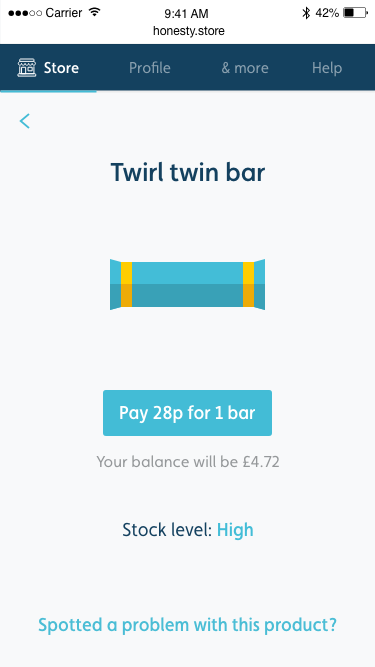 Carrier 9:41 AM 42%
honesty.store
Store Profile & more Help
Twirl twin bar
Pay 28p for 1 bar
Your balance will be £4.72
Stock level: High
Spotted a problem with this product?